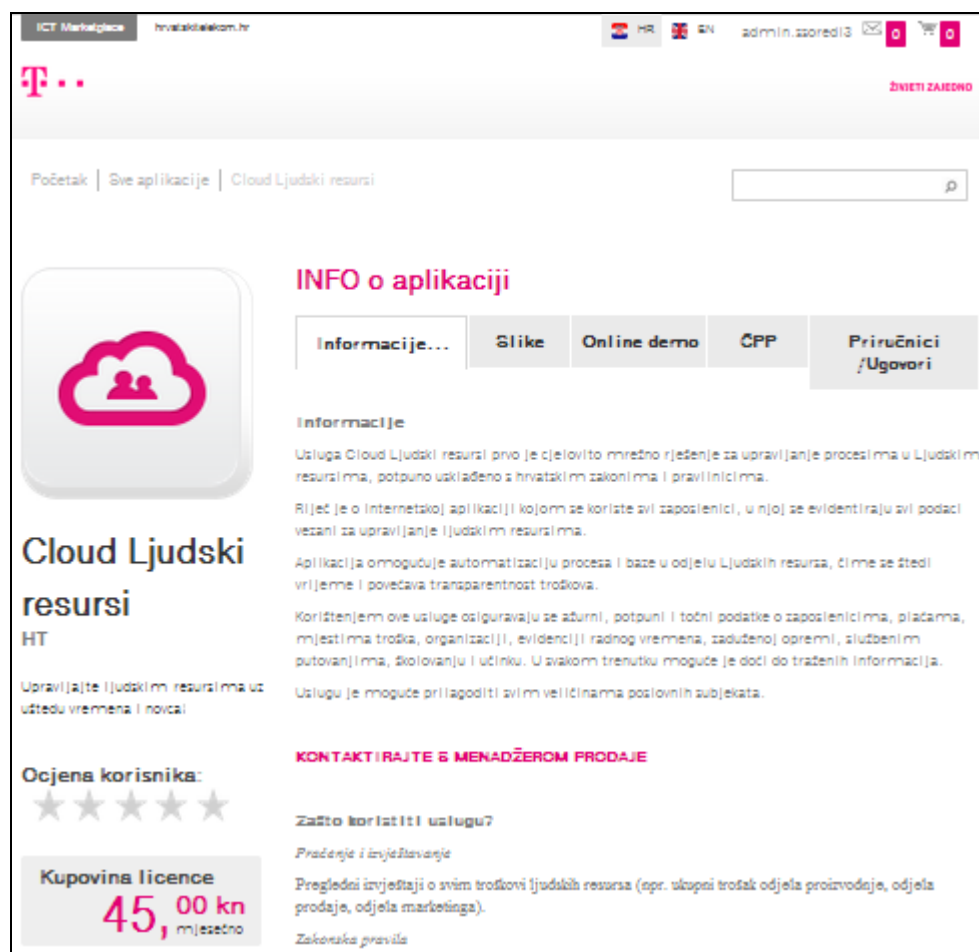 ICT Marketplace
hrvatskitelekom.hr
HR
EN
admin.zsoredi3
0
0
T
ŽIVJETI ZAJEDNO
Početak | Sve aplikacije | Cloud Ljudski resursi
INFO o aplikaciji
Informacije...
Slike
Online demo
ČPP
Priručnici
/Ugovori
Informacije
Usluga Cloud Ljudski resursi prvo je cjelovito mrežno rješenje za upravljanje procesima u Ljudskim
resursima, potpuno usklađeno s hrvatskim zakonima i pravilnicima.
Riječ je o internetskoj aplikaciji kojom se koriste svi zaposlenici, u njoj se evidentiraju svi podaci
vezani za upravljanje ljudskim resursima.
Aplikacija omogućuje automatizaciju procesa i baze u odjelu Ljudskih resursa, čime se štedi
vrijeme i povećava transparentnost troškova.
Korištenjem ove usluge osiguravaju se ažurni, potpuni i točni podatke o zaposlenicima, plaćama,
mjestima troška, organizaciji, evidenciji radnog vremena, zaduženoj opremi, službenim
putovanjima, školovanju i učinku. U svakom trenutku moguće je doći do traženih informacija.
Uslugu je moguće prilagoditi svim veličinama poslovnih subjekata.
KONTAKTIRAJTE S MENADŽEROM PRODAJE
Zašto koristiti uslugu?
Praćenje i izvještavanje
Pregledni izvještaji o svim troškovi ljudskih resursa (npr. ukupni trošak odjela proizvodnje, odjela
prodaje, odjela marketinga).
Zakonska pravila
Cloud Ljudski
resursi
HT
Upravljajte ljudskim resursima uz
uštedu vremena i novca!
Ocjena korisnika:
Kupovina licence
45,00 kn
mjesečno